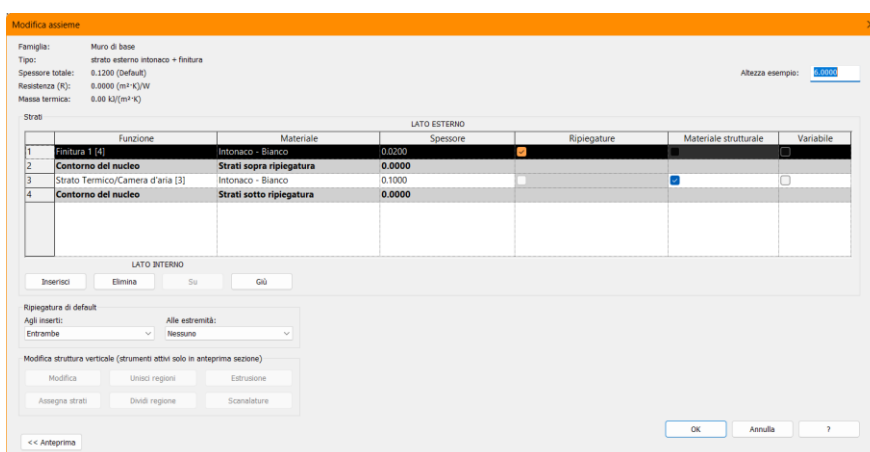 Modifica assieme
Famiglia: Muro di base
Tipo: strato esterno intonaco + finitura
Spessore totale: 0.1200 (Default)
Resistenza (R): 0.0000 (m²·K)/W
Massa termica: 0.00 kJ/(m²·K)
Altezza esempio: 6.0000
Strati
LATO ESTERNO
Funzione Materiale Spessore Ripiegature Materiale strutturale Variabile
1 Finitura 1 [4] Intonaco - Bianco 0.0200
2 Contorno del nucleo Strati sopra ripiegatura 0.0000
3 Strato Termico/Camera d'aria [3] Intonaco - Bianco 0.1000
4 Contorno del nucleo Strati sotto ripiegatura 0.0000
LATO INTERNO
Inserisci Elimina Su Giù
Ripiegatura di default
Agli inserti: Alle estremità:
Entrambe Nessuno
Modifica struttura verticale (strumenti attivi solo in anteprima sezione)
Modifica Unisci regioni Estrusione
Assegna strati Dividi regione Scanalature
OK Annulla ?
<< Anteprima